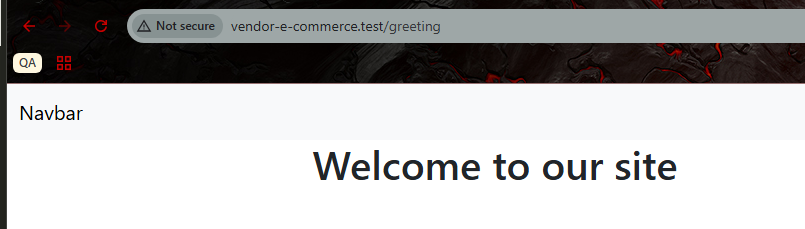 Not secure vendor-e-commerce.test/greeting
QA
Navbar
Welcome to our site